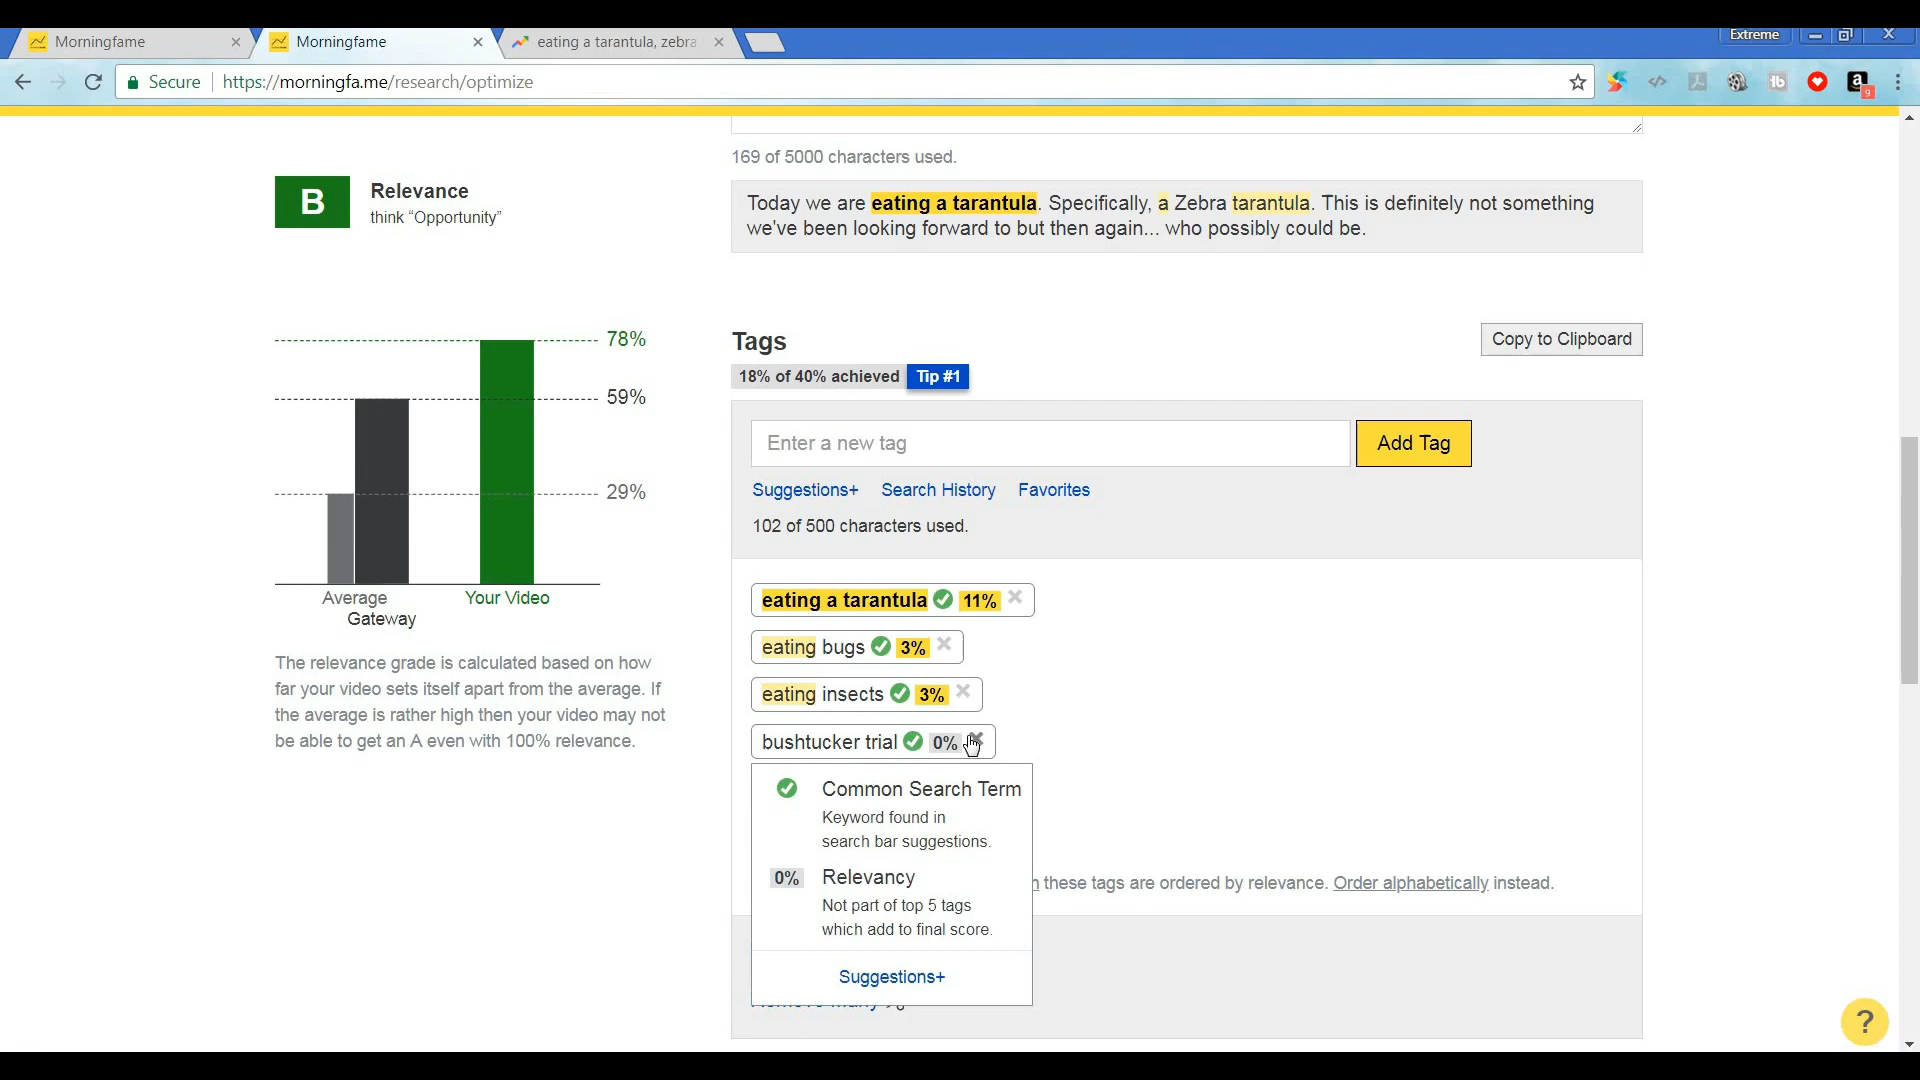 Morningfame
Morningfame
eating a tarantula, zebra
Extreme
Secure
https://morningfa.me/research/optimize
9
169 of 5000 characters used.
B
Relevance
think “Opportunity”
Today we are eating a tarantula. Specifically, a Zebra tarantula. This is definitely not something
we've been looking forward to but then again... who possibly could be.
78%
59%
29%
Average
Gateway
Your Video
The relevance grade is calculated based on how
far your video sets itself apart from the average. If
the average is rather high then your video may not
be able to get an A even with 100% relevance.
Tags
Copy to Clipboard
18% of 40% achieved
Tip #1
Enter a new tag
Add Tag
Suggestions+
Search History
Favorites
102 of 500 characters used.
eating a tarantula 11%
eating bugs 3%
eating insects 3%
bushtucker trial 0%
Common Search Term
Keyword found in
search bar suggestions.
0%
Relevancy
Not part of top 5 tags
which add to final score.
Suggestions+
these tags are ordered by relevance. Order alphabetically instead.
?